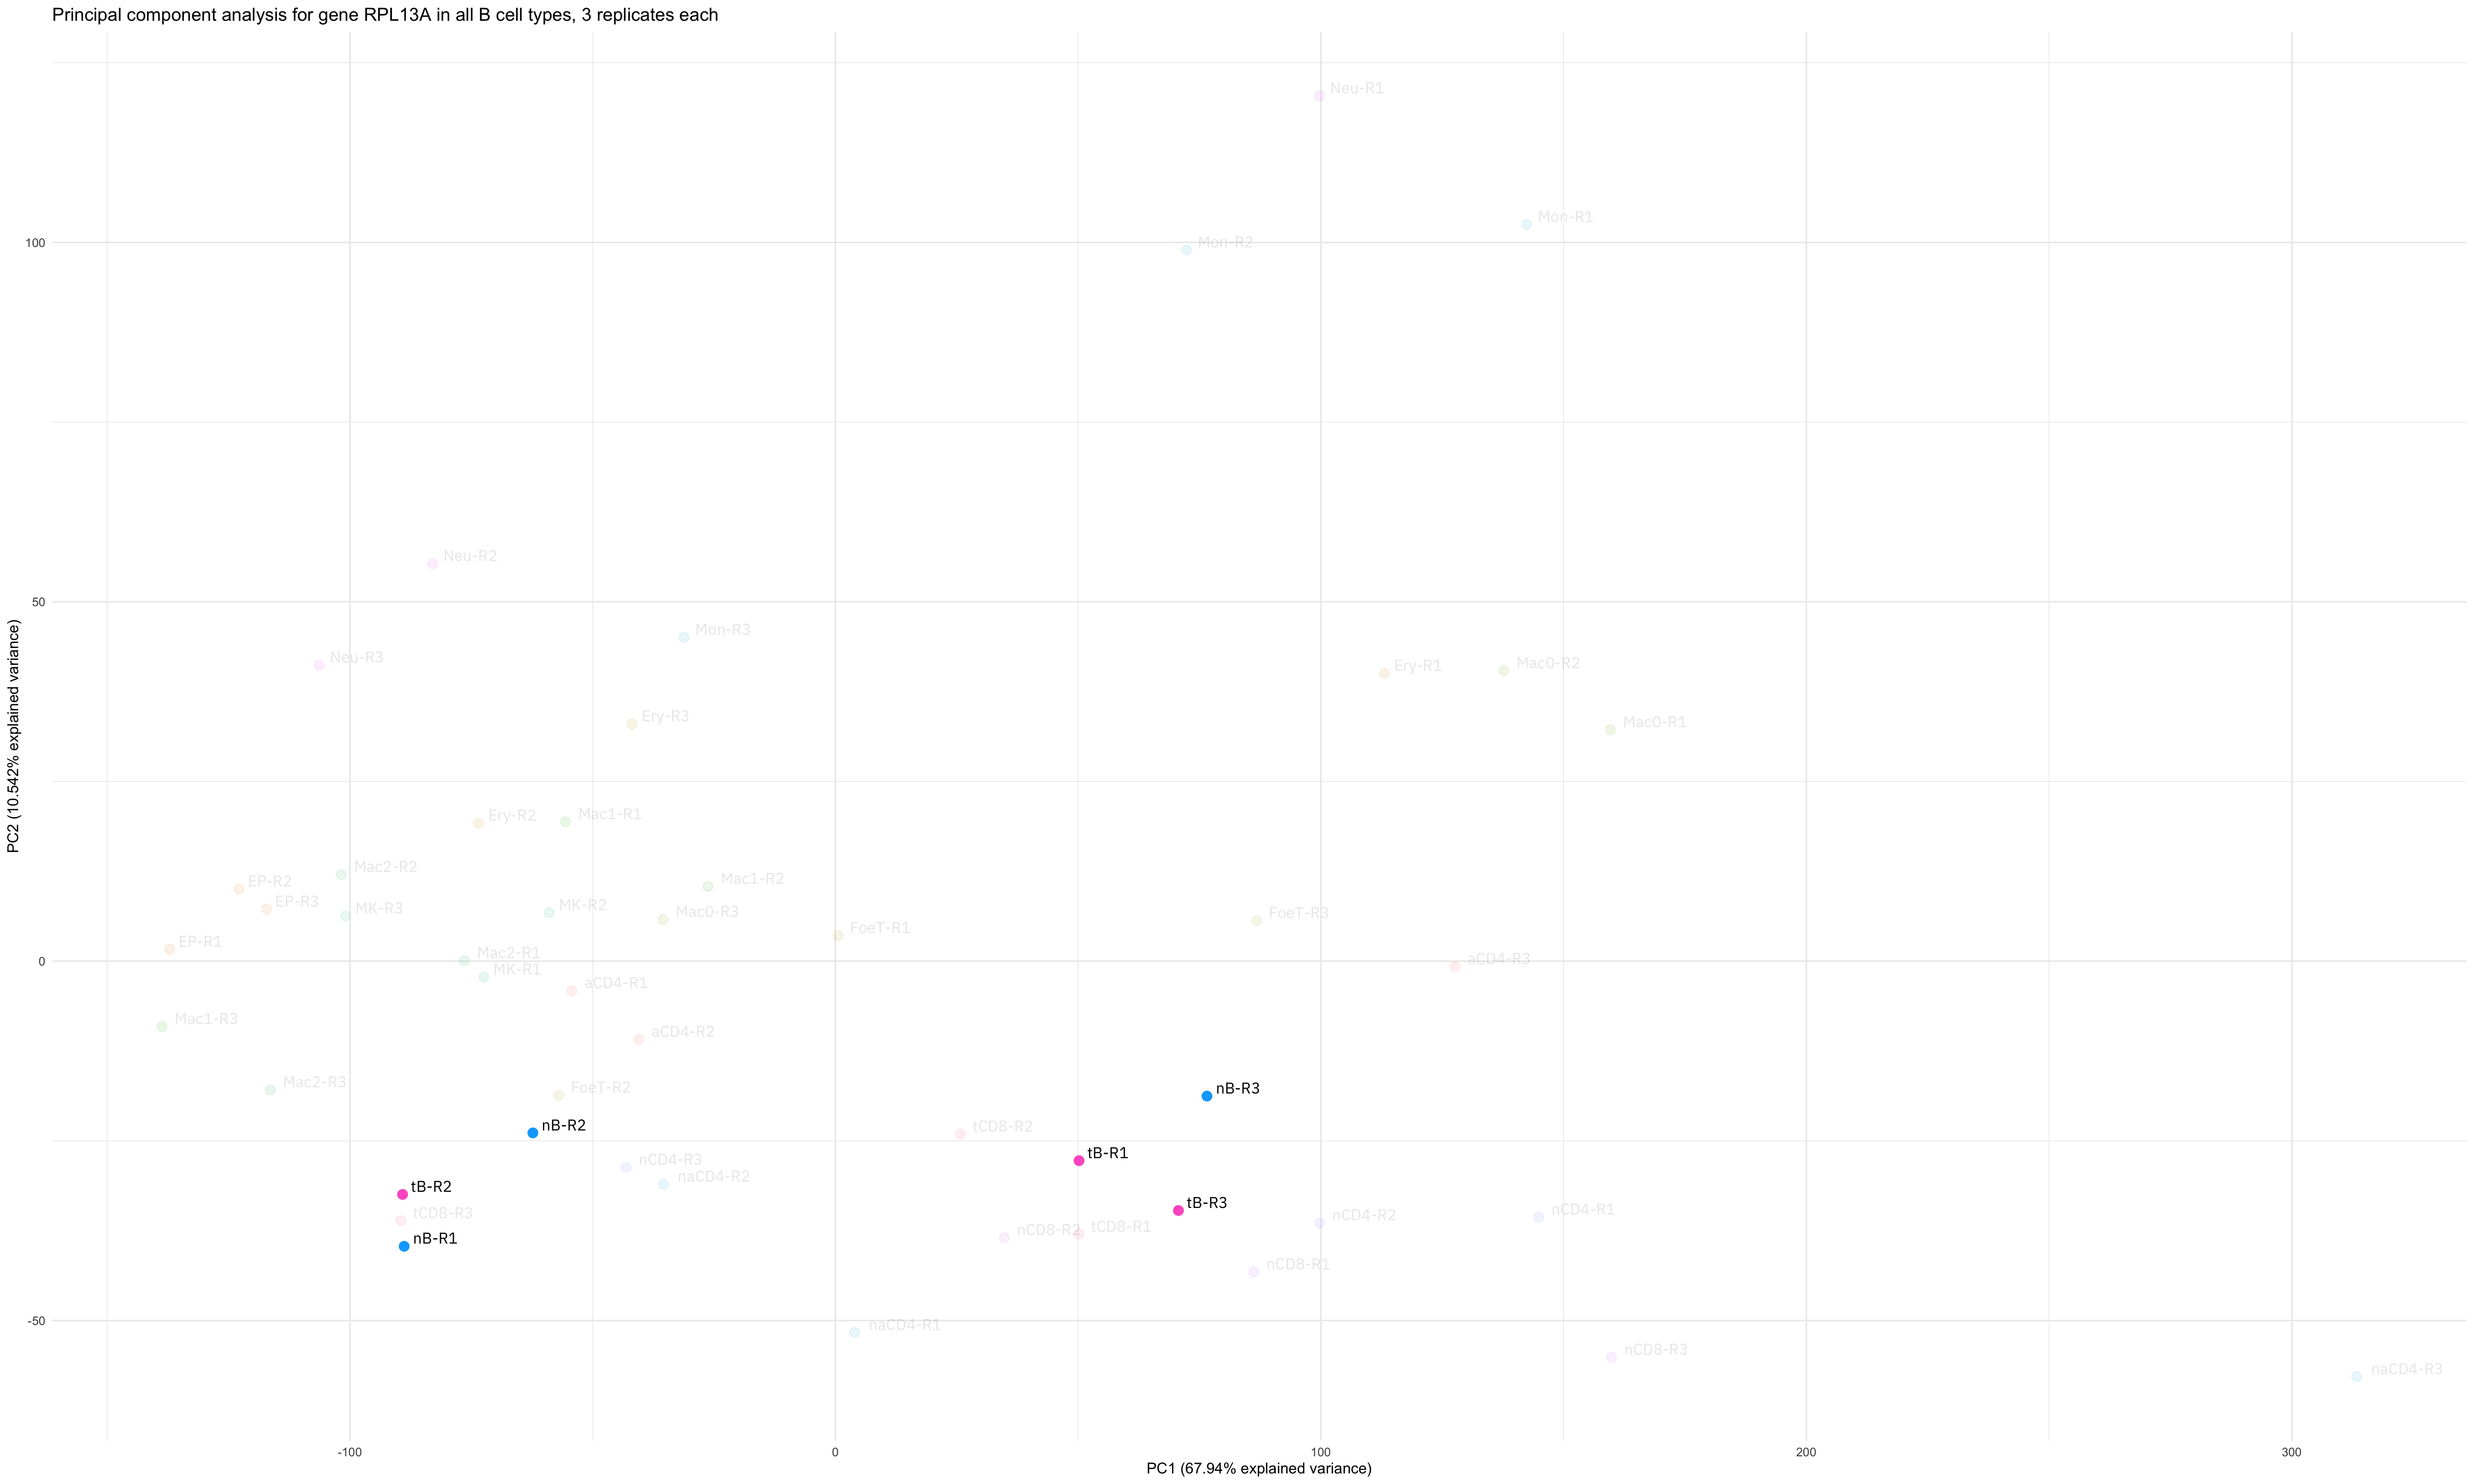 Principal component analysis for gene RPL13A in all B cell types, 3 replicates each
Neu-R1
Mon-R1
Mon-R2
100
Neu-R2
50
Mon-R3
Neu-R3
Ery-R1
Mac0-R2
Ery-R3
Mac0-R1
PC2 (10.542% explained variance)
Ery-R2
Mac1-R1
Mac2-R2
EP-R2
Mac1-R2
EP-R3
MK-R3
MK-R2
Mac0-R3
FoeT-R3
FoeT-R1
EP-R1
0
Mac2-R1
aCD4-R3
MK-R1
aCD4-R1
Mac1-R3
aCD4-R2
Mac2-R3
FoeT-R2
nB-R3
nB-R2
tCD8-R2
tB-R1
nCD4-R3
naCD4-R2
tB-R2
tB-R3
nCD4-R1
tCD8-R3
nCD4-R2
nCD8-R2
tCD8-R1
nB-R1
nCD8-R1
-50
naCD4-R1
nCD8-R3
naCD4-R3
-100
0
100
200
300
PC1 (67.94% explained variance)